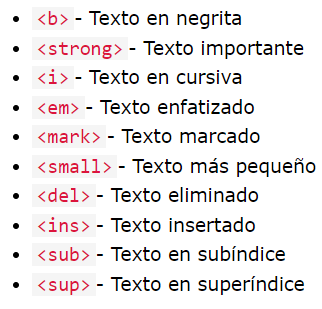 <b> - Texto en negrita
<strong> - Texto importante
<i> - Texto en cursiva
<em> - Texto enfatizado
<mark> - Texto marcado
<small> - Texto más pequeño
<del> - Texto eliminado
<ins> - Texto insertado
<sub> - Texto en subíndice
<sup> - Texto en superíndice